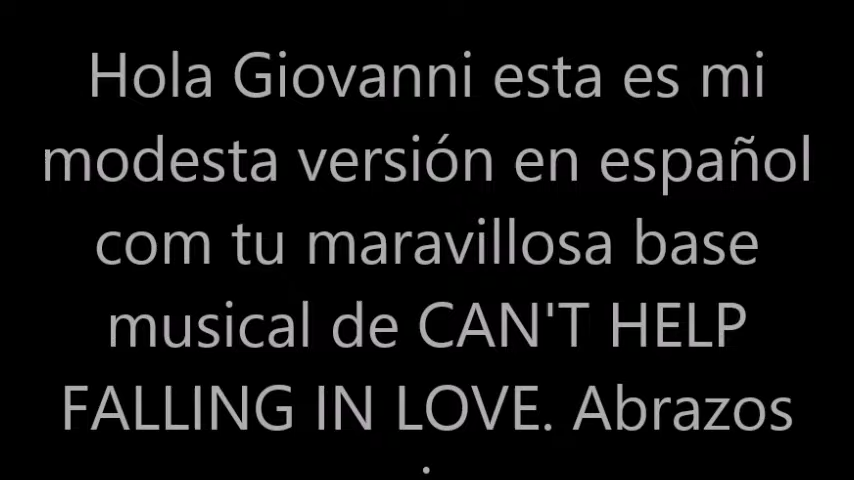 Hola Giovanni esta es mi
modesta versión en español
com tu maravillosa base
musical de CAN'T HELP
FALLING IN LOVE. Abrazos
.